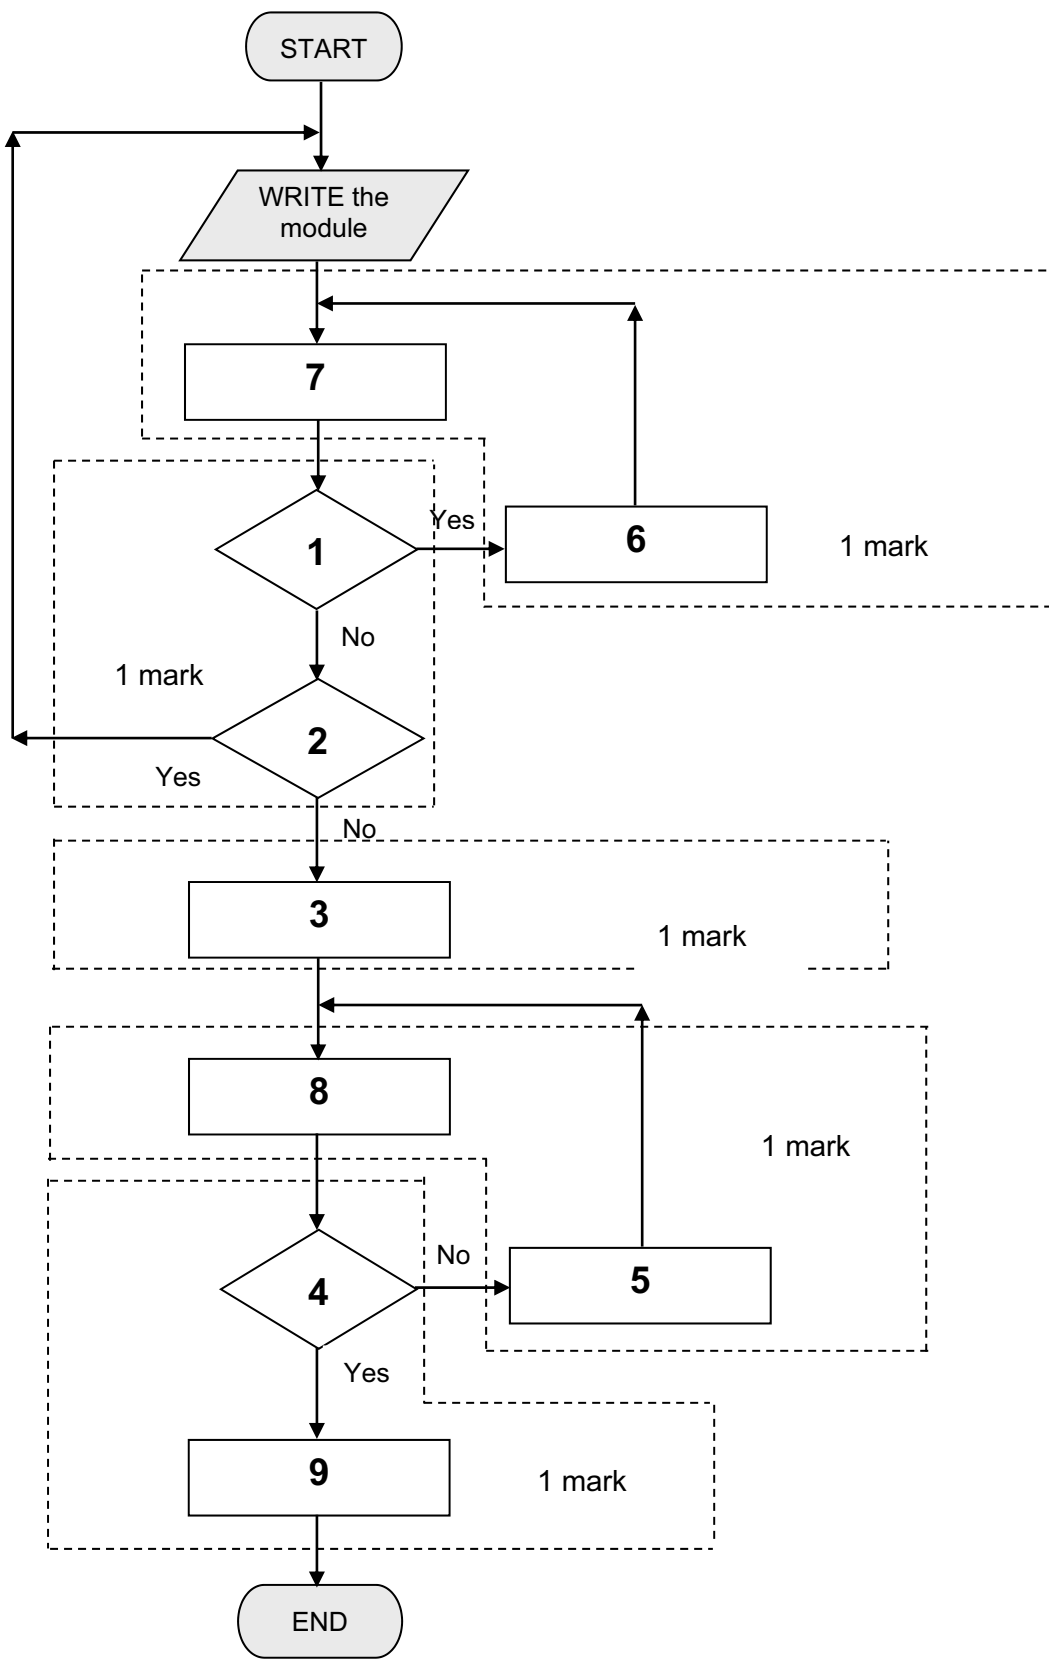 START
WRITE the
module
7
Yes
1
6
1 mark
No
1 mark
2
Yes
No
3
1 mark
8
1 mark
No
4
5
Yes
9
1 mark
END